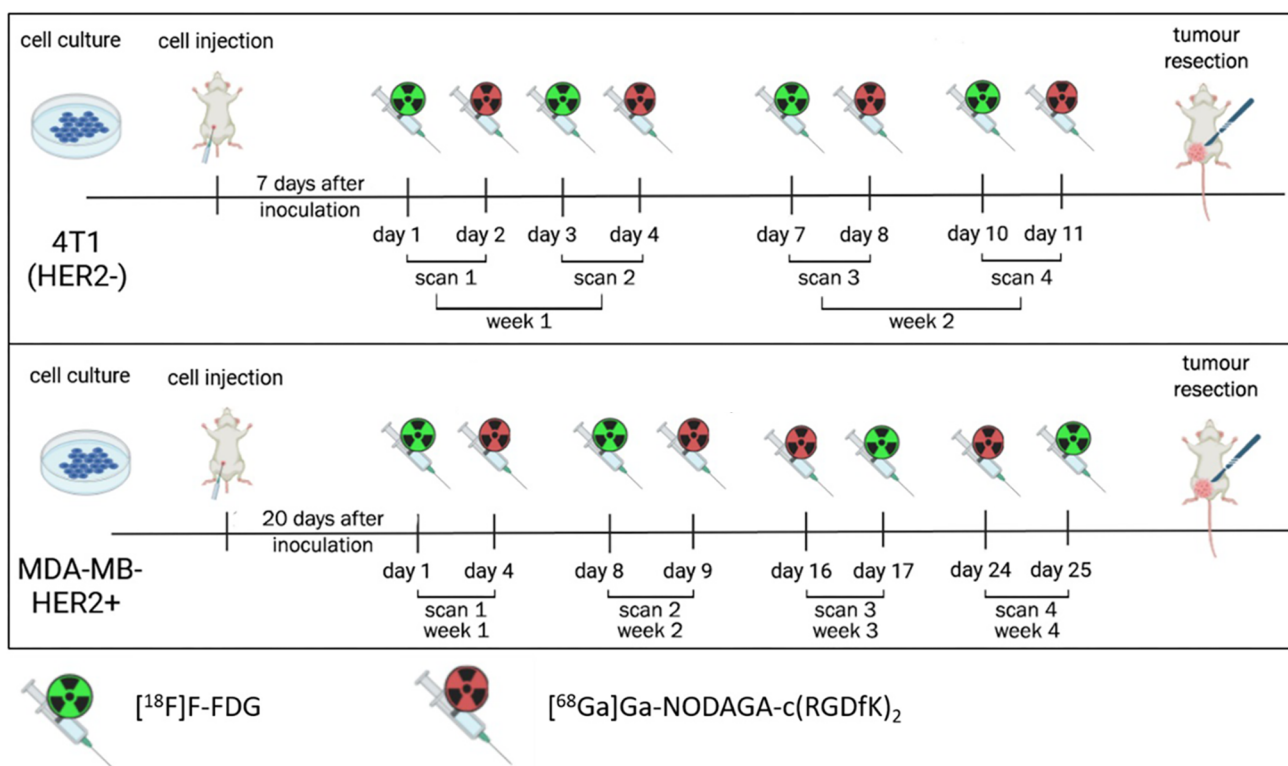 cell culture
cell injection
tumour
resection
7 days after
inoculation
4T1
(HER2-)
day 1
day 2
day 3
day 4
day 7
day 8
day 10
day 11
scan 1
scan 2
scan 3
scan 4
week 1
week 2
cell culture
cell injection
tumour
resection
20 days after
inoculation
MDA-MB-
HER2+
day 1
day 4
day 8
day 9
day 16
day 17
day 24
day 25
scan 1
week 1
scan 2
week 2
scan 3
week 3
scan 4
week 4
[¹⁸F]F-FDG
[⁶⁸Ga]Ga-NODAGA-c(RGDfK)₂